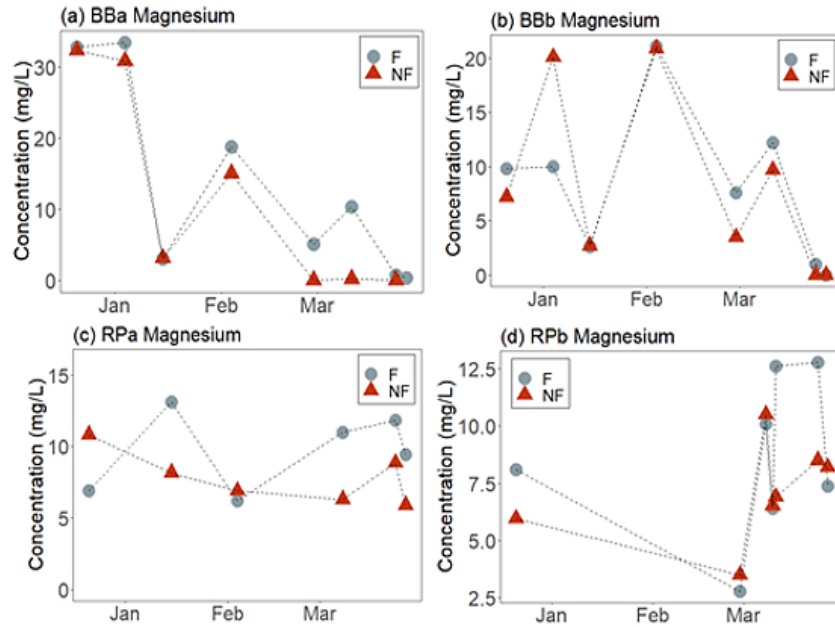 (a) BBa Magnesium
Concentration (mg/L)
30
20
10
0
F
NF
Jan
Feb
Mar
(b) BBb Magnesium
Concentration (mg/L)
20
15
10
5
0
F
NF
Jan
Feb
Mar
(c) RPa Magnesium
Concentration (mg/L)
15
10
5
0
F
NF
Jan
Feb
Mar
(d) RPb Magnesium
Concentration (mg/L)
12.5
10.0
7.5
5.0
2.5
F
NF
Jan
Feb
Mar